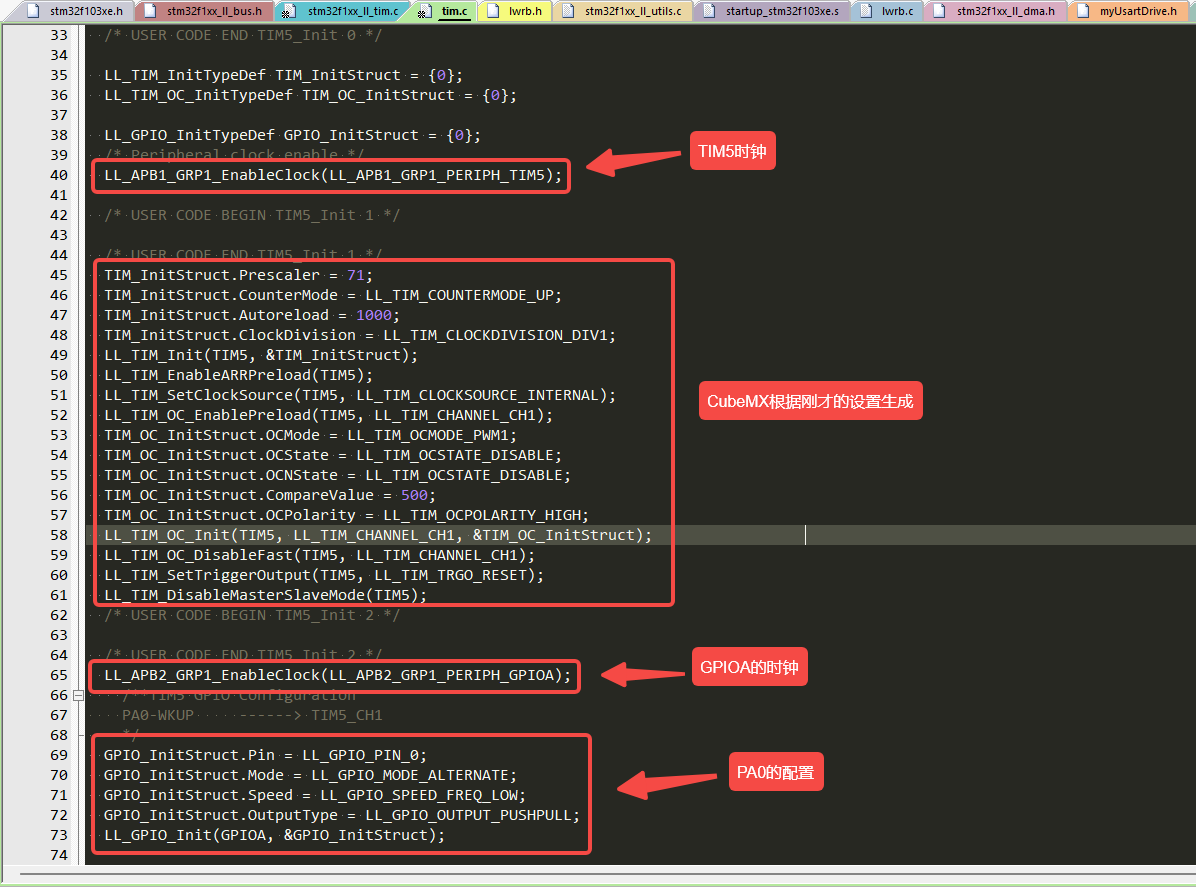 stm32f103xe.h stm32f1xx_ll_bus.h stm32f1xx_ll_tim.c tim.c lwrb.h stm32f1xx_ll_utils.c startup_stm32f103xe.s lwrb.c stm32f1xx_ll_dma.h myUsartDrive.h
33 /* USER CODE END TIM5_Init 0 */
34
35 LL_TIM_InitTypeDef TIM_InitStruct = {0};
36 LL_TIM_OC_InitTypeDef TIM_OC_InitStruct = {0};
37
38 LL_GPIO_InitTypeDef GPIO_InitStruct = {0};
39 /* Peripheral clock enable */
TIM5时钟
40 LL_APB1_GRP1_EnableClock(LL_APB1_GRP1_PERIPH_TIM5);
41
42 /* USER CODE BEGIN TIM5_Init 1 */
43
44 /* USER CODE END TIM5_Init 1 */
45 TIM_InitStruct.Prescaler = 71;
46 TIM_InitStruct.CounterMode = LL_TIM_COUNTERMODE_UP;
47 TIM_InitStruct.Autoreload = 1000;
48 TIM_InitStruct.ClockDivision = LL_TIM_CLOCKDIVISION_DIV1;
49 LL_TIM_Init(TIM5, &TIM_InitStruct);
50 LL_TIM_EnableARRPreload(TIM5);
51 LL_TIM_SetClockSource(TIM5, LL_TIM_CLOCKSOURCE_INTERNAL);
CubeMX根据刚才的设置生成
52 LL_TIM_OC_EnablePreload(TIM5, LL_TIM_CHANNEL_CH1);
53 TIM_OC_InitStruct.OCMode = LL_TIM_OCMODE_PWM1;
54 TIM_OC_InitStruct.OCState = LL_TIM_OCSTATE_DISABLE;
55 TIM_OC_InitStruct.OCNState = LL_TIM_OCSTATE_DISABLE;
56 TIM_OC_InitStruct.CompareValue = 500;
57 TIM_OC_InitStruct.OCPolarity = LL_TIM_OCPOLARITY_HIGH;
58 LL_TIM_OC_Init(TIM5, LL_TIM_CHANNEL_CH1, &TIM_OC_InitStruct);
59 LL_TIM_OC_DisableFast(TIM5, LL_TIM_CHANNEL_CH1);
60 LL_TIM_SetTriggerOutput(TIM5, LL_TIM_TRGO_RESET);
61 LL_TIM_DisableMasterSlaveMode(TIM5);
62 /* USER CODE BEGIN TIM5_Init 2 */
63
64 /* USER CODE END TIM5_Init 2 */
GPIOA的时钟
65 LL_APB2_GRP1_EnableClock(LL_APB2_GRP1_PERIPH_GPIOA);
66 /**TIM5 GPIO Configuration
67 PA0-WKUP ------> TIM5_CH1
68 */
69 GPIO_InitStruct.Pin = LL_GPIO_PIN_0;
70 GPIO_InitStruct.Mode = LL_GPIO_MODE_ALTERNATE;
PA0的配置
71 GPIO_InitStruct.Speed = LL_GPIO_SPEED_FREQ_LOW;
72 GPIO_InitStruct.OutputType = LL_GPIO_OUTPUT_PUSHPULL;
73 LL_GPIO_Init(GPIOA, &GPIO_InitStruct);
74